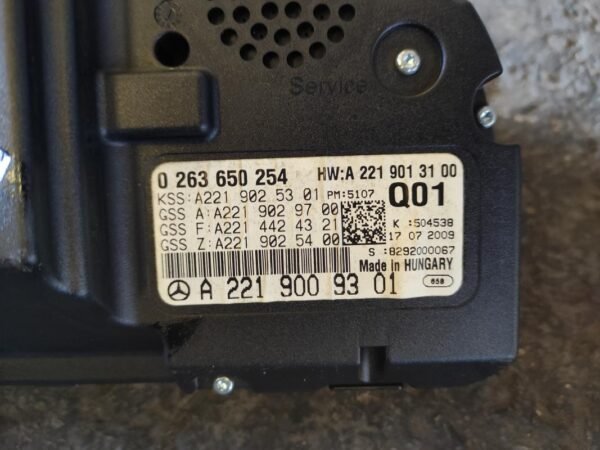 Service
0 263 650 254 HW:A 221 901 31 00
KSS:A221 902 53 01 PM:5107 Q01
GSS A:A221 902 97 00
GSS F:A221 442 43 21 K :504538
GSS Z:A221 902 54 00 17 07 2009
S :8292000067
Made in HUNGARY
A 221 900 93 01 658